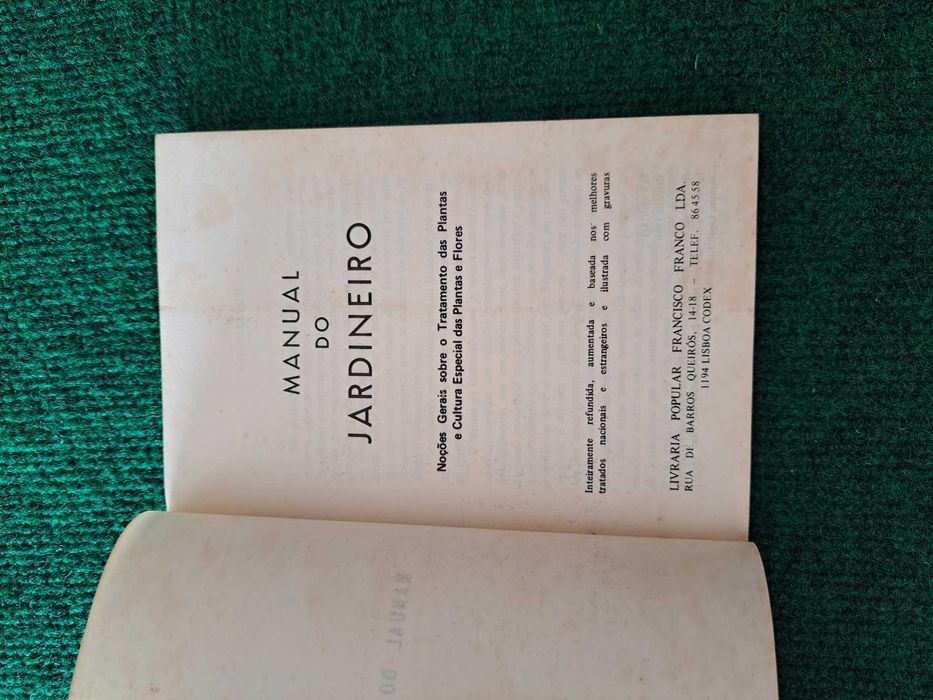 MANUAL
DO
JARDINEIRO
Noções Gerais sobre o Tratamento das Plantas
e Cultura Especial das Plantas e Flores
Inteiramente refundida, aumentada e baseada nos melhores
tratados nacionais e estrangeiros e ilustrada com gravuras
LIVRARIA POPULAR FRANCISCO FRANCO LDA.
RUA DE BARROS QUEIRÓS, 14-18 — TELEF. 864558
1194 LISBOA CODEX
MANUAL DO